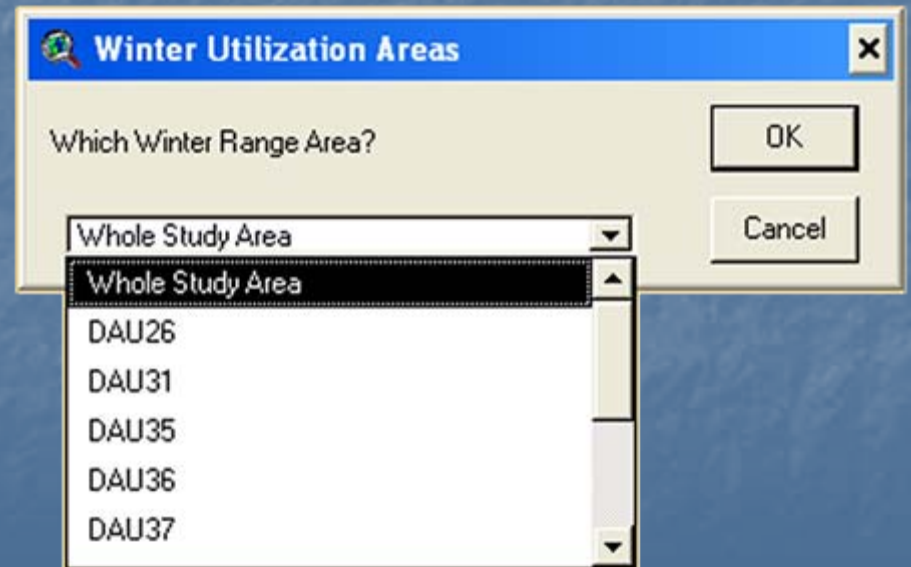 Winter Utilization Areas
Which Winter Range Area?
OK
Whole Study Area
Cancel
Whole Study Area
DAU26
DAU31
DAU35
DAU36
DAU37